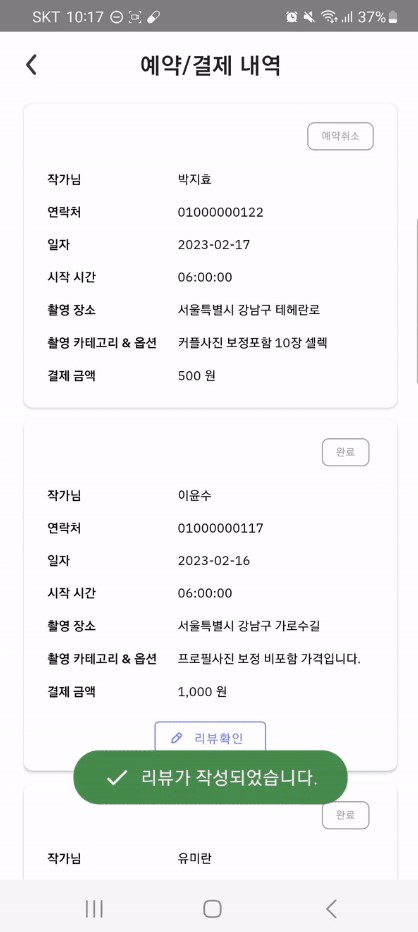 SKT 10:17 37%
예약/결제 내역
예약취소
작가님 박지효
연락처 01000000122
일자 2023-02-17
시작 시간 06:00:00
촬영 장소 서울특별시 강남구 테헤란로
촬영 카테고리 & 옵션 커플사진 보정포함 10장 셀렉
결제 금액 500 원
완료
작가님 이윤수
연락처 01000000117
일자 2023-02-16
시작 시간 06:00:00
촬영 장소 서울특별시 강남구 가로수길
촬영 카테고리 & 옵션 프로필사진 보정 비포함 가격입니다.
결제 금액 1,000 원
리뷰확인
리뷰가 작성되었습니다.
완료
작가님 유미란